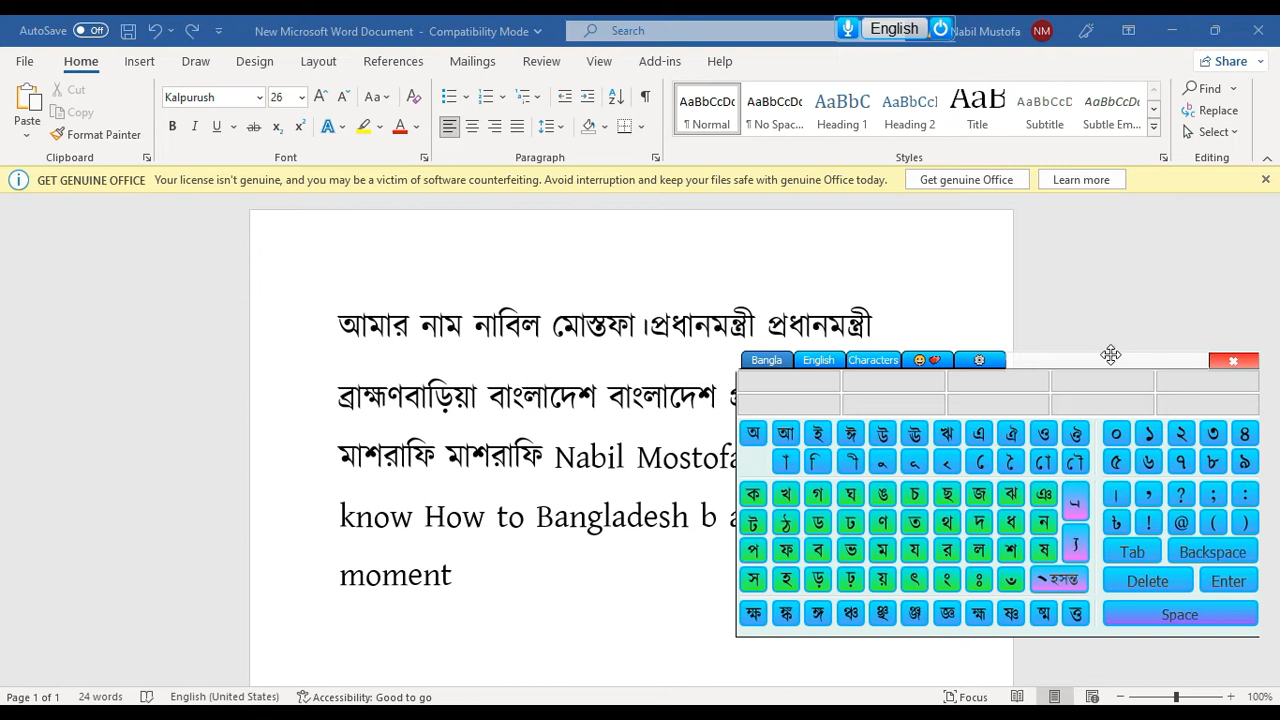 AutoSave Off New Microsoft Word Document - Compatibility Mode Search English Nabil Mustofa NM
File Home Insert Draw Design Layout References Mailings Review View Add-ins Help Share
Paste Cut Copy Format Painter
Kalpurush 26 Aa
AaBbCcDc AaBbCcDc AaBbC AaBbCcI AaB AaBbCcD AaBbCcDc
¶ Normal ¶ No Spac... Heading 1 Heading 2 Title Subtitle Subtle Em...
Find Replace Select
Clipboard Font Paragraph Styles Editing
GET GENUINE OFFICE Your license isn't genuine, and you may be a victim of software counterfeiting. Avoid interruption and keep your files safe with genuine Office today. Get genuine Office Learn more
আমার নাম নাবিল মোস্তফা।প্রধানমন্ত্রী প্রধানমন্ত্রী
ব্রাহ্মণবাড়িয়া বাংলাদেশ বাংলাদেশ
মাশরাফি মাশরাফি Nabil Mostofa
know How to Bangladesh b a
moment
Bangla English Characters
অ আ ই ঈ উ ঊ ঋ এ ঐ ও ঔ ০ ১ ২ ৩ ৪
া ি ী ু ূ ৃ ে ৈ ো ৌ ৫ ৬ ৭ ৮ ৯
ক খ গ ঘ ঙ চ ছ জ ঝ ঞ । , ? ; :
ট ঠ ড ঢ ণ ত থ দ ধ ন ৳ ! @ ( )
প ফ ব ভ ম য র ল শ ষ Tab Backspace
স হ ড় ঢ় য় ৎ ং ঃ ঁ হসন্ত Delete Enter
ক্ষ ঙ্ক ঙ্গ ঞ্চ ঞ্ছ ঞ্জ জ্ঞ হ্ম ষ্ণ ষ্ম ত্ত Space
Page 1 of 1 24 words English (United States) Accessibility: Good to go Focus 100%